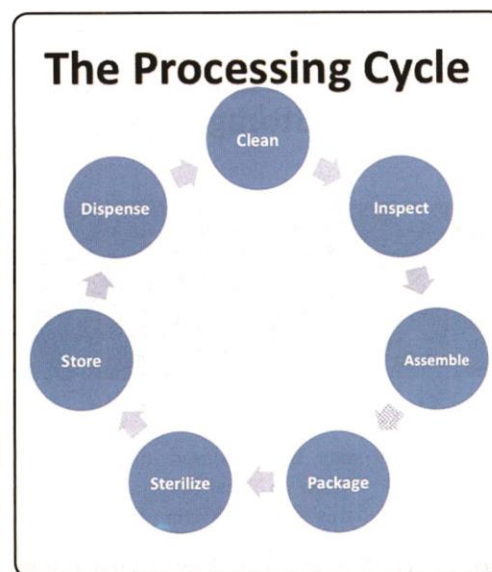 The Processing Cycle
Clean
Inspect
Assemble
Package
Sterilize
Store
Dispense